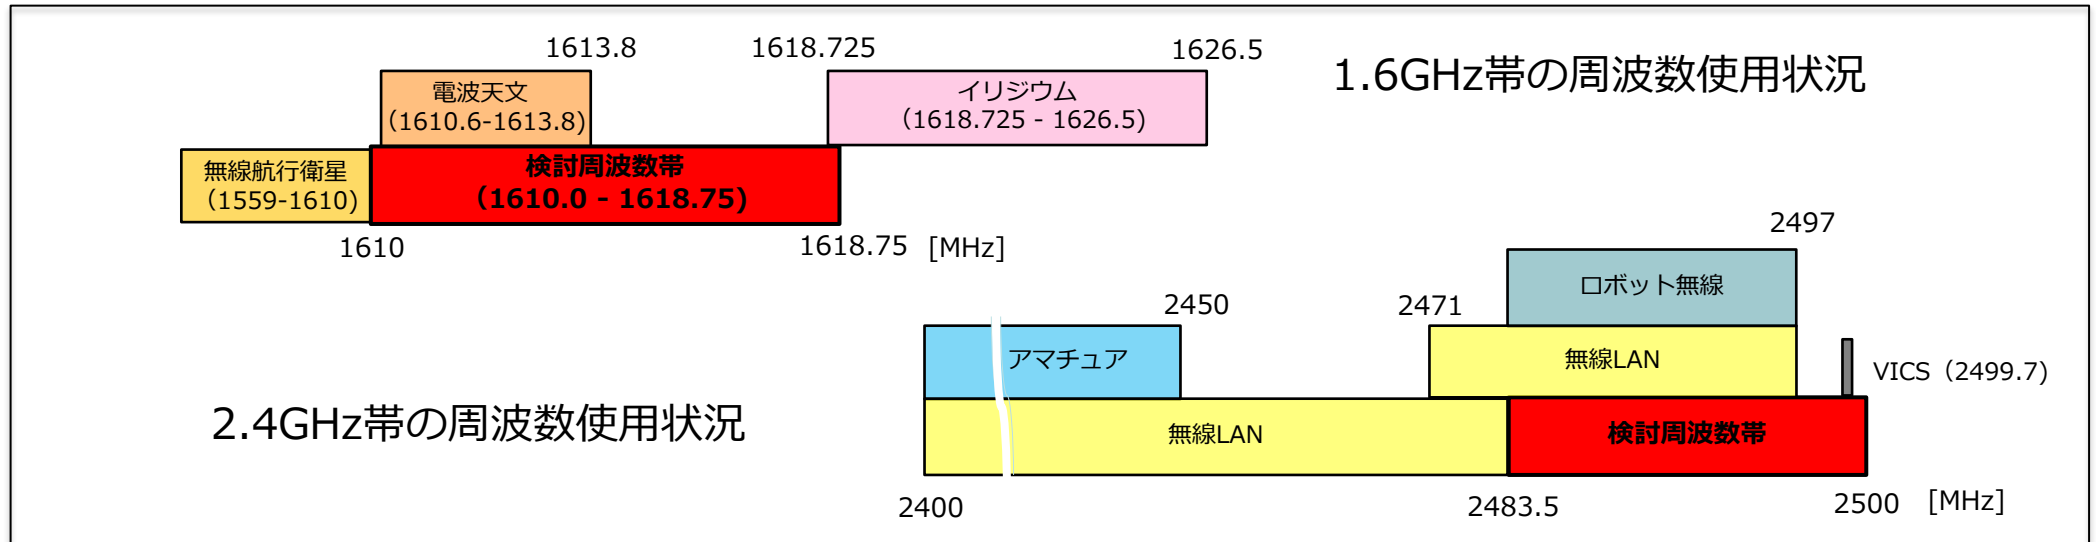 1613.8
1618.725
1626.5
1.6GHz帯の周波数使用状況
電波天文
(1610.6-1613.8)
イリジウム
（1618.725 - 1626.5)
無線航行衛星
（1559-1610)
検討周波数帯
（1610.0 - 1618.75)
1610
1618.75
[MHz]
2497
ロボット無線
2450
2471
アマチュア
無線LAN
VICS（2499.7)
2.4GHz帯の周波数使用状況
無線LAN
検討周波数帯
2400
2483.5
2500
[MHz]